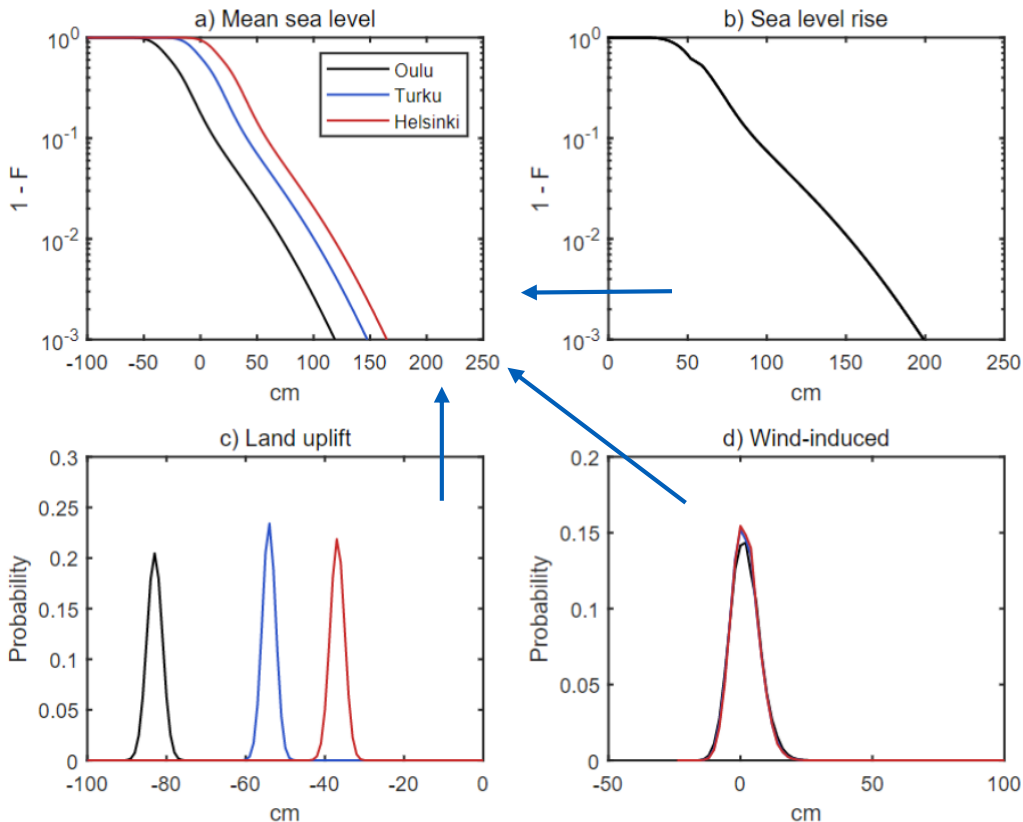 a) Mean sea level
10^0
10^-1
10^-2
10^-3
1 - F
Oulu
Turku
Helsinki
-100 -50 0 50 100 150 200 250
cm
b) Sea level rise
10^0
10^-1
10^-2
10^-3
1 - F
0 50 100 150 200 250
cm
c) Land uplift
0.3
0.25
0.2
0.15
0.1
0.05
0
Probability
-100 -80 -60 -40 -20 0
cm
d) Wind-induced
0.2
0.15
0.1
0.05
0
Probability
-50 0 50 100
cm